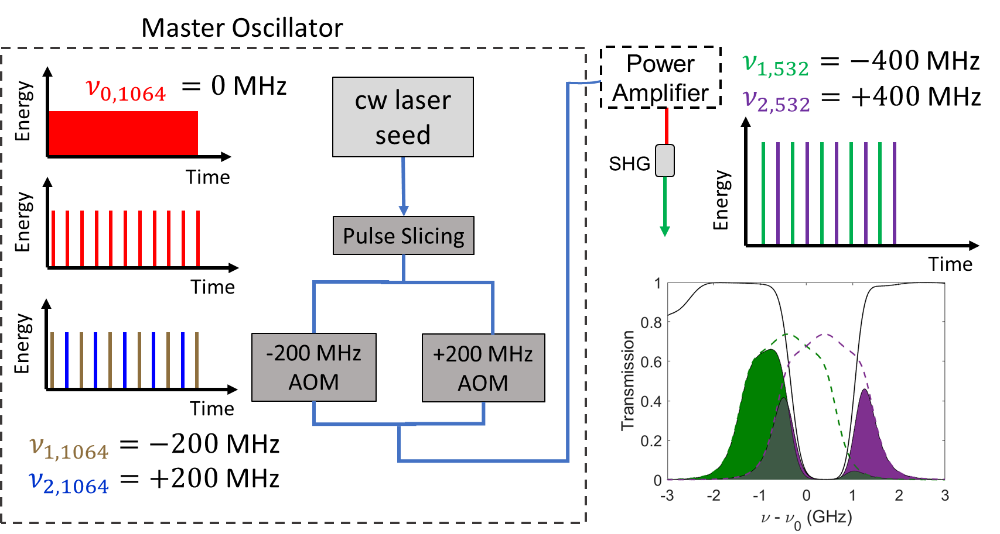 Master Oscillator
Energy
ν0,1064 = 0 MHz
Time
Energy
Time
Energy
Time
ν1,1064 = −200 MHz
ν2,1064 = +200 MHz
cw laser
seed
Pulse Slicing
-200 MHz
AOM
+200 MHz
AOM
Power
Amplifier
SHG
ν1,532 = −400 MHz
ν2,532 = +400 MHz
Energy
Time
Transmission
1
0.8
0.6
0.4
0.2
0
-3 -2 -1 0 1 2 3
ν - ν0 (GHz)